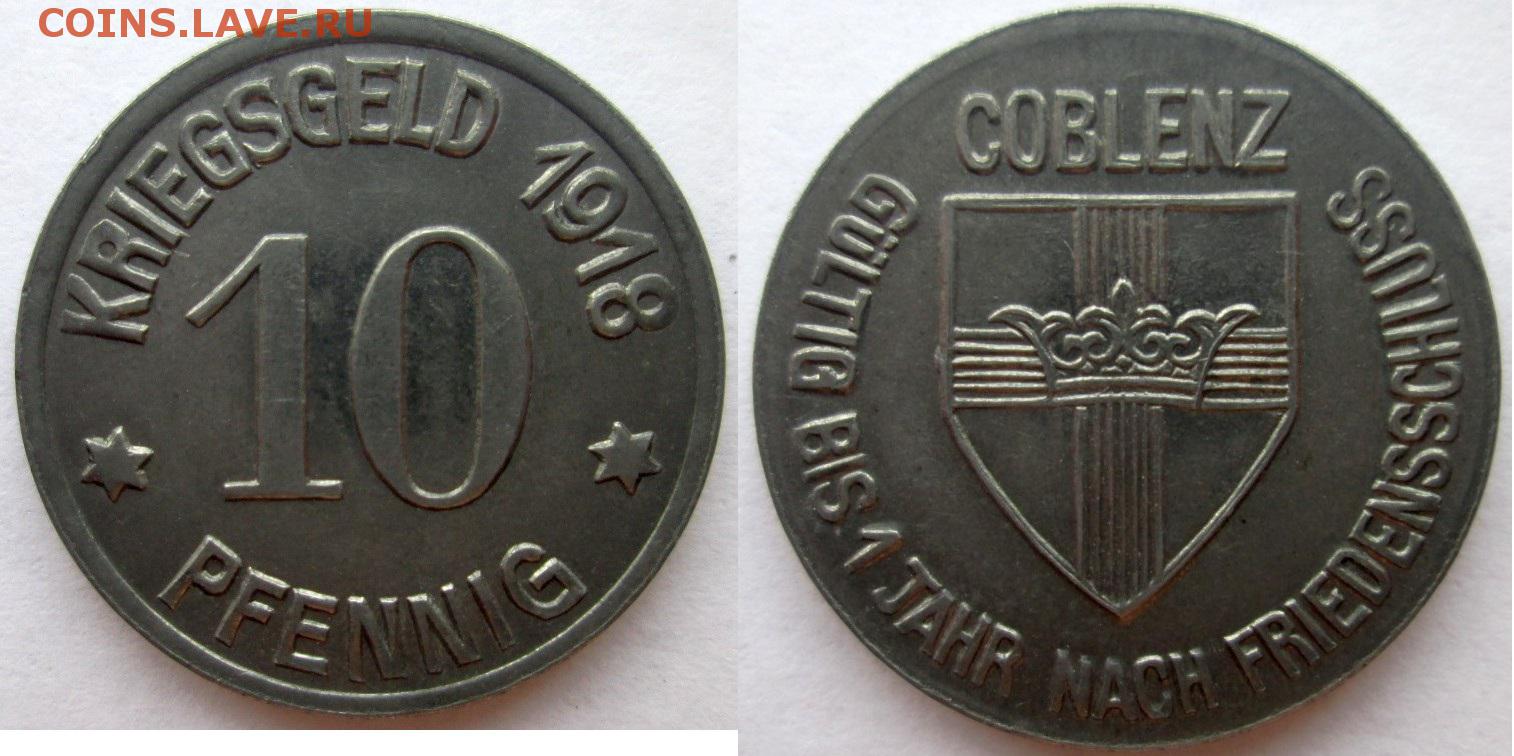 COINS.LAVE.RU
KRIEGSGELD 1918
10
PFENNIG
COBLENZ
GÜLTIG BIS 1 JAHR NACH FRIEDENSSCHLUSS